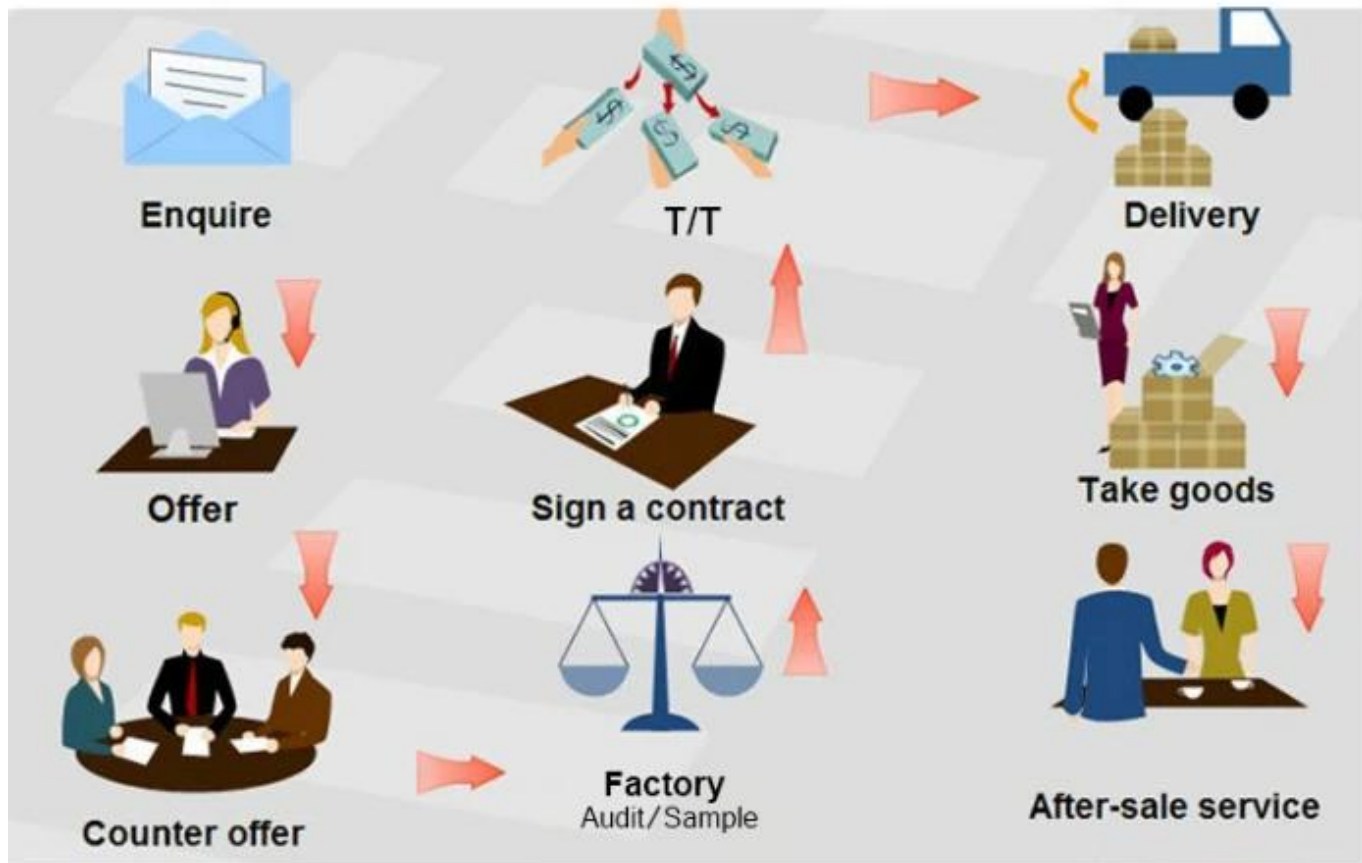 Enquire
T/T
Delivery
Offer
Sign a contract
Take goods
Counter offer
Factory
Audit/Sample
After-sale service